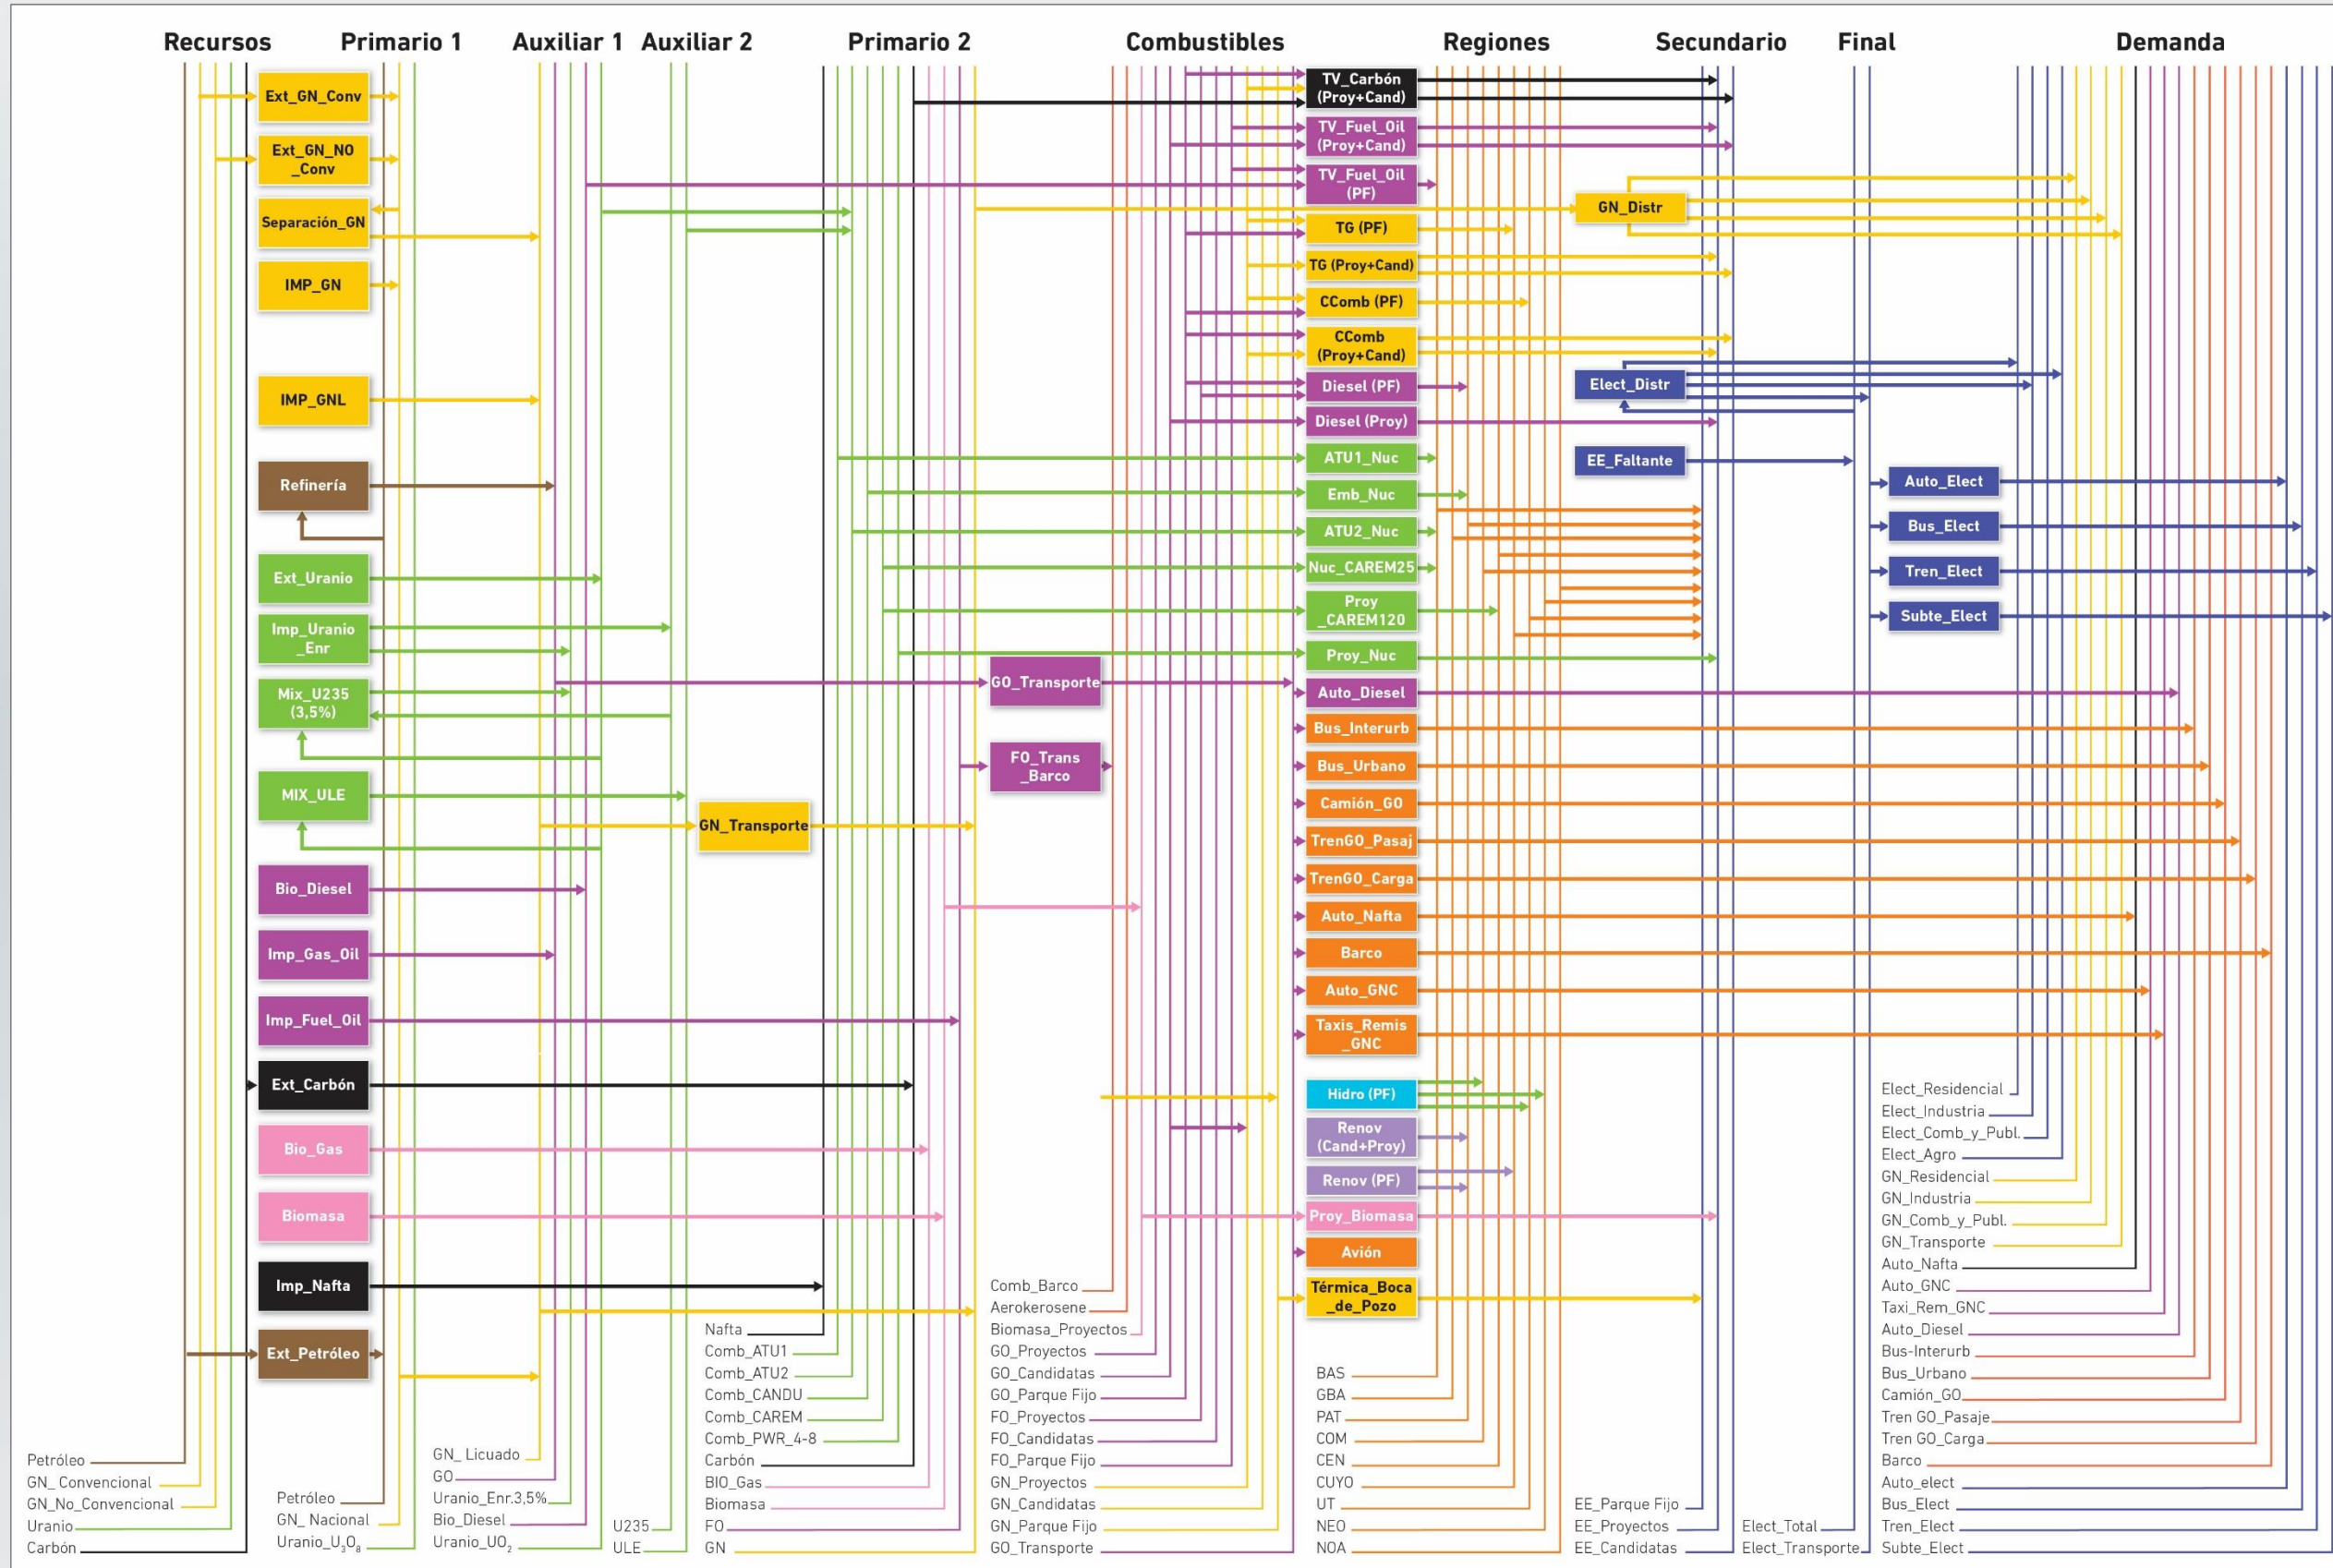 Recursos
Primario 1
Auxiliar 1
Auxiliar 2
Primario 2
Combustibles
Regiones
Secundario
Final
Demanda
Ext_GN_Conv
Ext_GN_NO
_Conv
Separación_GN
IMP_GN
IMP_GNL
Refinería
Ext_Uranio
Imp_Uranio
_Enr
Mix_U235
(3,5%)
MIX_ULE
Bio_Diesel
Imp_Gas_Oil
Imp_Fuel_Oil
Ext_Carbón
Bio_Gas
Biomasa
Imp_Nafta
Ext_Petróleo
GN_Transporte
GO_Transporte
FO_Trans
_Barco
TV_Carbón
(Proy+Cand)
TV_Fuel_Oil
(Proy+Cand)
TV_Fuel_Oil
(PF)
TG (PF)
TG (Proy+Cand)
CComb (PF)
CComb
(Proy+Cand)
Diesel (PF)
Diesel (Proy)
ATU1_Nuc
Emb_Nuc
ATU2_Nuc
Nuc_CAREM25
Proy
_CAREM120
Proy_Nuc
Auto_Diesel
Bus_Interurb
Bus_Urbano
Camión_GO
TrenGO_Pasaj
TrenGO_Carga
Auto_Nafta
Barco
Auto_GNC
Taxis_Remis
_GNC
Hidro (PF)
Renov
(Cand+Proy)
Renov (PF)
Proy_Biomasa
Avión
Térmica_Boca
_de_Pozo
GN_Distr
Elect_Distr
EE_Faltante
Auto_Elect
Bus_Elect
Tren_Elect
Subte_Elect
Petróleo
GN_ Convencional
GN_No_Convencional
Uranio
Carbón
Petróleo
GN_ Nacional
Uranio_U3O8
GN_ Licuado
GO
Uranio_Enr.3,5%
Bio_Diesel
Uranio_UO2
U235
ULE
Nafta
Comb_ATU1
Comb_ATU2
Comb_CANDU
Comb_CAREM
Comb_PWR_4-8
Carbón
BIO_Gas
Biomasa
FO
GN
Comb_Barco
Aerokerosene
Biomasa_Proyectos
GO_Proyectos
GO_Candidatas
GO_Parque Fijo
FO_Proyectos
FO_Candidatas
FO_Parque Fijo
GN_Proyectos
GN_Candidatas
GN_Parque Fijo
GO_Transporte
BAS
GBA
PAT
COM
CEN
CUYO
UT
NEO
NOA
EE_Parque Fijo
EE_Proyectos
EE_Candidatas
Elect_Total
Elect_Transporte
Elect_Residencial
Elect_Industria
Elect_Comb_y_Publ.
Elect_Agro
GN_Residencial
GN_Industria
GN_Comb_y_Publ.
GN_Transporte
Auto_Nafta
Auto_GNC
Taxi_Rem_GNC
Auto_Diesel
Bus-Interurb
Bus_Urbano
Camión_GO
Tren GO_Pasaje
Tren GO_Carga
Barco
Auto_elect
Bus_Elect
Tren_Elect
Subte_Elect